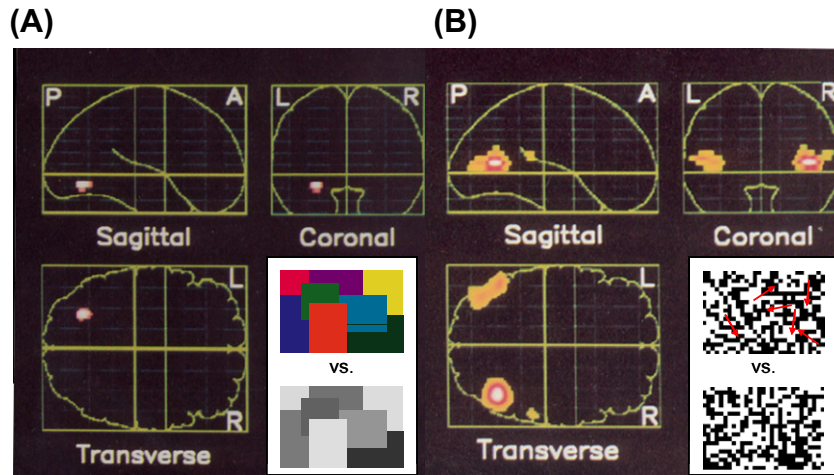 (A)
(B)
P A
L R
P A
L R
Sagittal
Coronal
Sagittal
Coronal
L
L
vs.
vs.
R
R
Transverse
Transverse